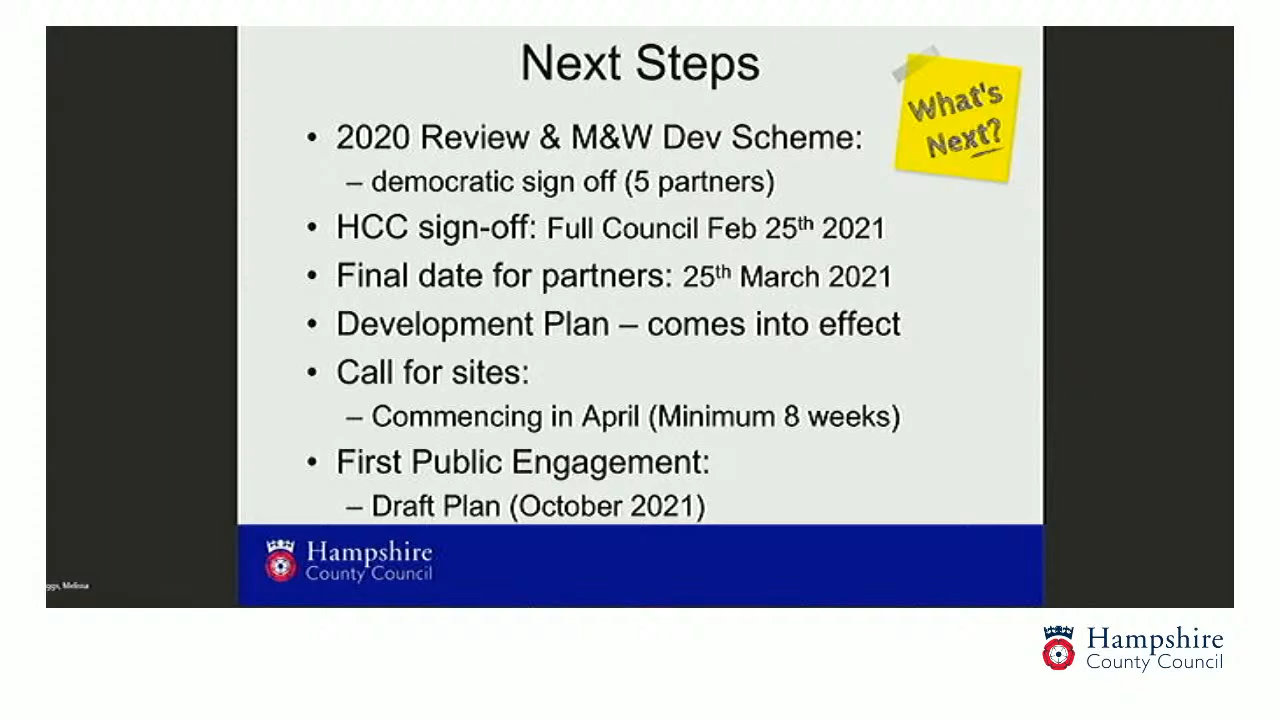 Next Steps
What's
Next?
• 2020 Review & M&W Dev Scheme:
– democratic sign off (5 partners)
• HCC sign-off: Full Council Feb 25th 2021
• Final date for partners: 25th March 2021
• Development Plan – comes into effect
• Call for sites:
– Commencing in April (Minimum 8 weeks)
• First Public Engagement:
– Draft Plan (October 2021)
Hampshire
County Council
Melissa
Hampshire
County Council